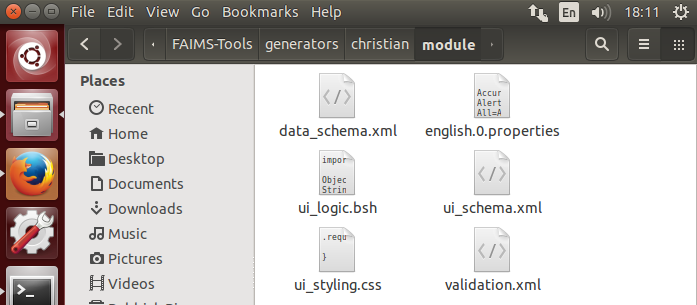 File Edit View Go Bookmarks Help En 18:11
FAIMS-Tools generators christian module
Places
Recent
Home
Desktop
Documents
Downloads
Music
Pictures
Videos
</> Accur
Alert
All=A
data_schema.xml english.0.properties
impor
Objec
Strin
</>
ui_logic.bsh ui_schema.xml
.requ
}
</>
ui_styling.css validation.xml